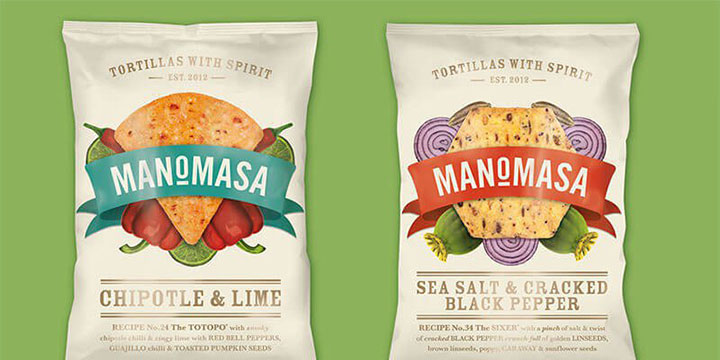 TORTILLAS WITH SPIRIT
EST. 2012
MANOMASA
CHIPOTLE & LIME
RECIPE No.24 The TOTOPO® with smoky
chipotle chilli & zingy lime with RED BELL PEPPERS,
GUAJILLO chilli & TOASTED PUMPKIN SEEDS
TORTILLAS WITH SPIRIT
EST. 2012
MANOMASA
SEA SALT & CRACKED
BLACK PEPPER
RECIPE No.34 The SIXER® with a pinch of salt & twist
of cracked BLACK PEPPER crunch full of golden LINSEEDS,
brown linseeds, poppy, CARAWAY & sunflower seeds